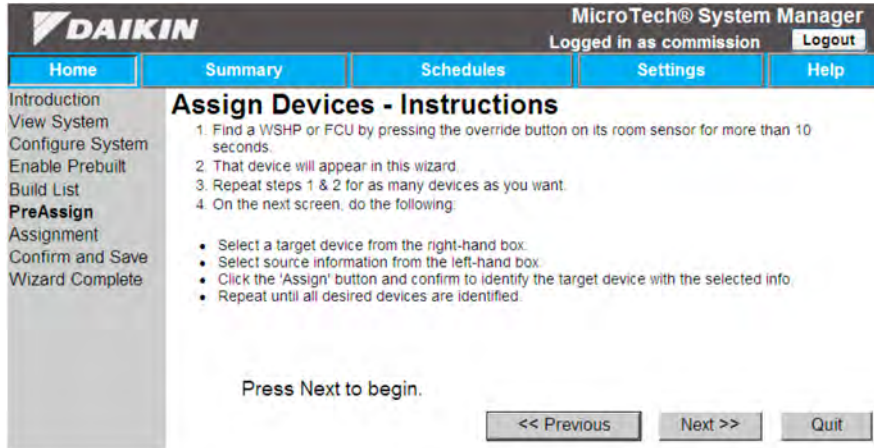 DAIKIN
MicroTech® System Manager
Logged in as commission Logout
Home Summary Schedules Settings Help
Introduction
View System
Configure System
Enable Prebuilt
Build List
PreAssign
Assignment
Confirm and Save
Wizard Complete
Assign Devices - Instructions
1. Find a WSHP or FCU by pressing the override button on its room sensor for more than 10
seconds.
2. That device will appear in this wizard.
3. Repeat steps 1 & 2 for as many devices as you want.
4. On the next screen, do the following:
• Select a target device from the right-hand box.
• Select source information from the left-hand box.
• Click the 'Assign' button and confirm to identify the target device with the selected info.
• Repeat until all desired devices are identified.
Press Next to begin.
<< Previous Next >> Quit